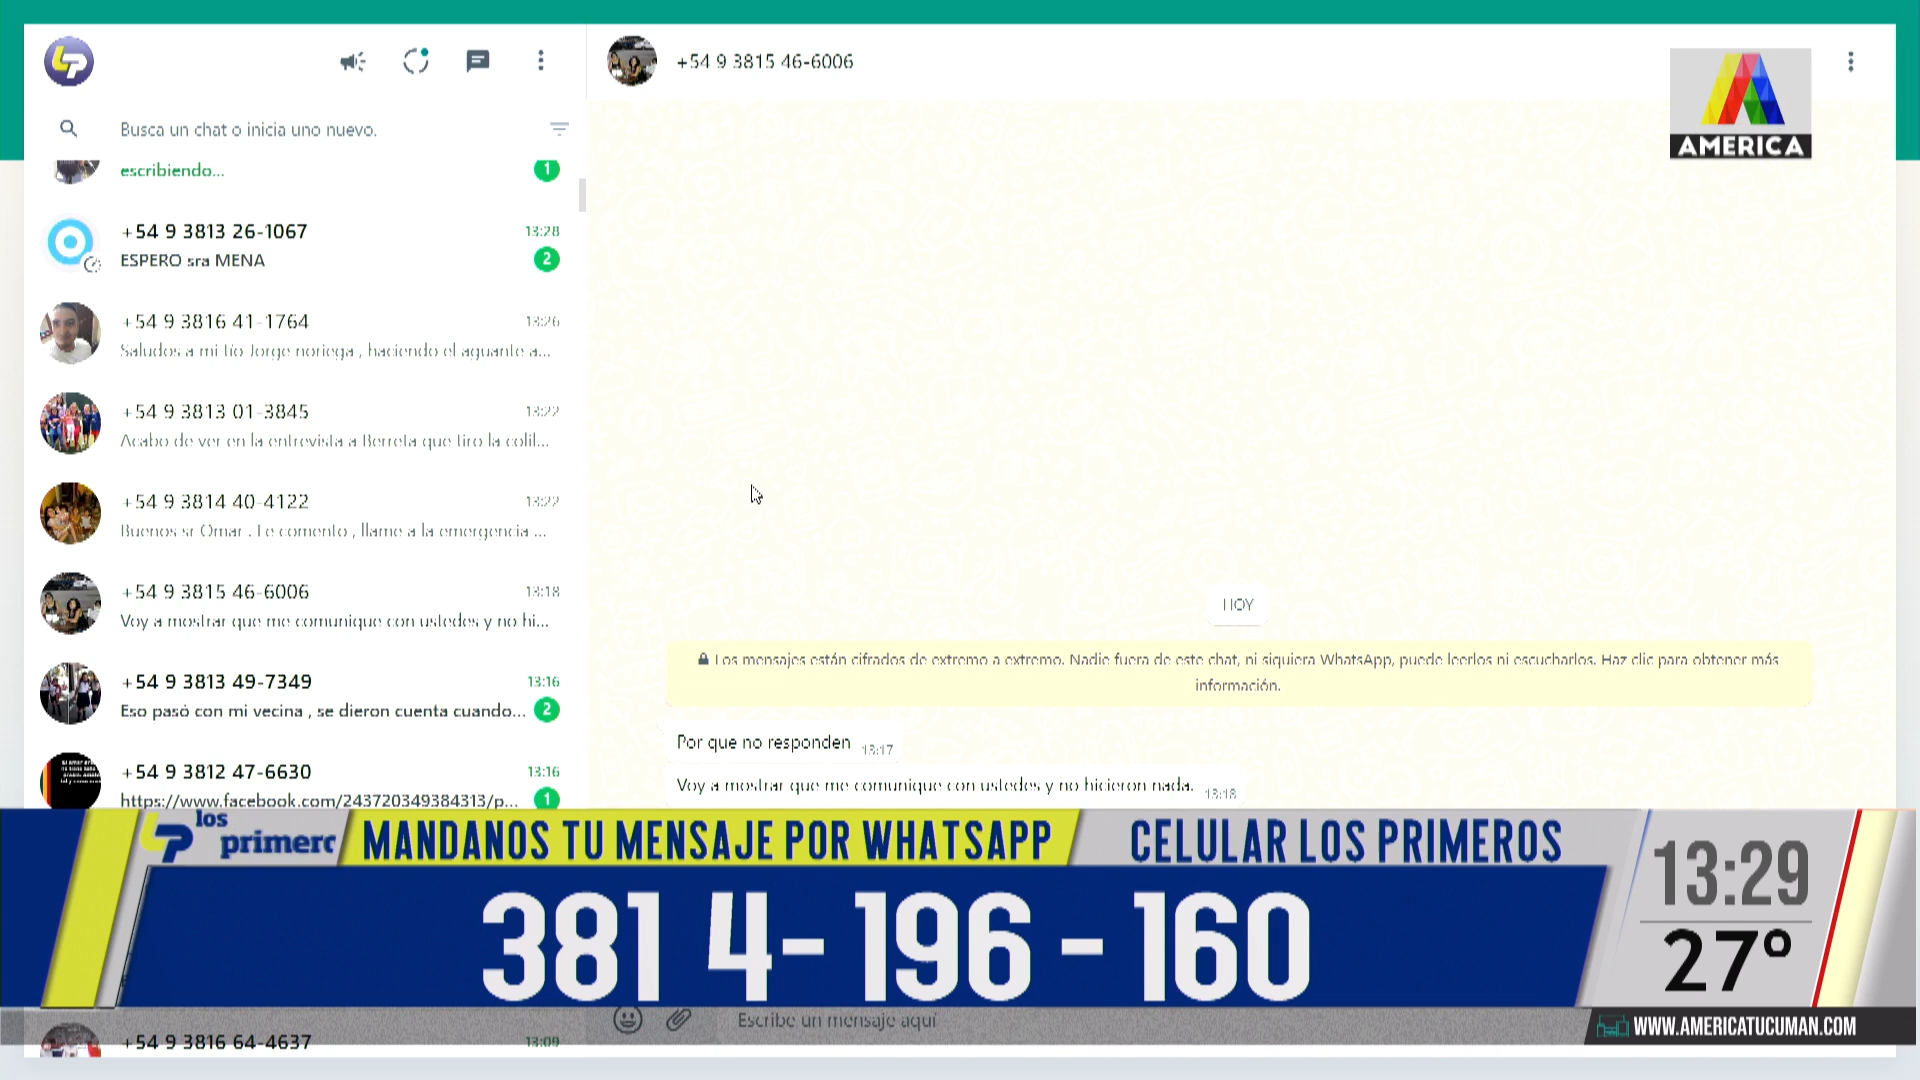 +54 9 3815 46-6006
AMERICA
Busca un chat o inicia uno nuevo.
escribiendo...
1
+54 9 3813 26-1067
13:28
ESPERO sra MENA
2
+54 9 3816 41-1764
13:26
Saludos a mi tío Jorge noriega , haciendo el aguante a...
+54 9 3813 01-3845
13:22
Acabo de ver en la entrevista a Berreta que tiro la colil...
+54 9 3814 40-4122
13:22
Buenos sr Omar . Le comento , llame a la emergencia ...
+54 9 3815 46-6006
13:18
Voy a mostrar que me comunique con ustedes y no hi...
+54 9 3813 49-7349
13:16
Eso pasó con mi vecina , se dieron cuenta cuando...
2
+54 9 3812 47-6630
13:16
https://www.facebook.com/243720349384313/p...
1
HOY
Los mensajes están cifrados de extremo a extremo. Nadie fuera de este chat, ni siquiera WhatsApp, puede leerlos ni escucharlos. Haz clic para obtener más
información.
Por que no responden 13:17
Voy a mostrar que me comunique con ustedes y no hicieron nada. 13:18
LP los
primero
MANDANOS TU MENSAJE POR WHATSAPP
CELULAR LOS PRIMEROS
381 4- 196 - 160
13:29
27°
Escribe un mensaje aquí
WWW.AMERICATUCUMAN.COM
+54 9 3816 64-4637
13:09